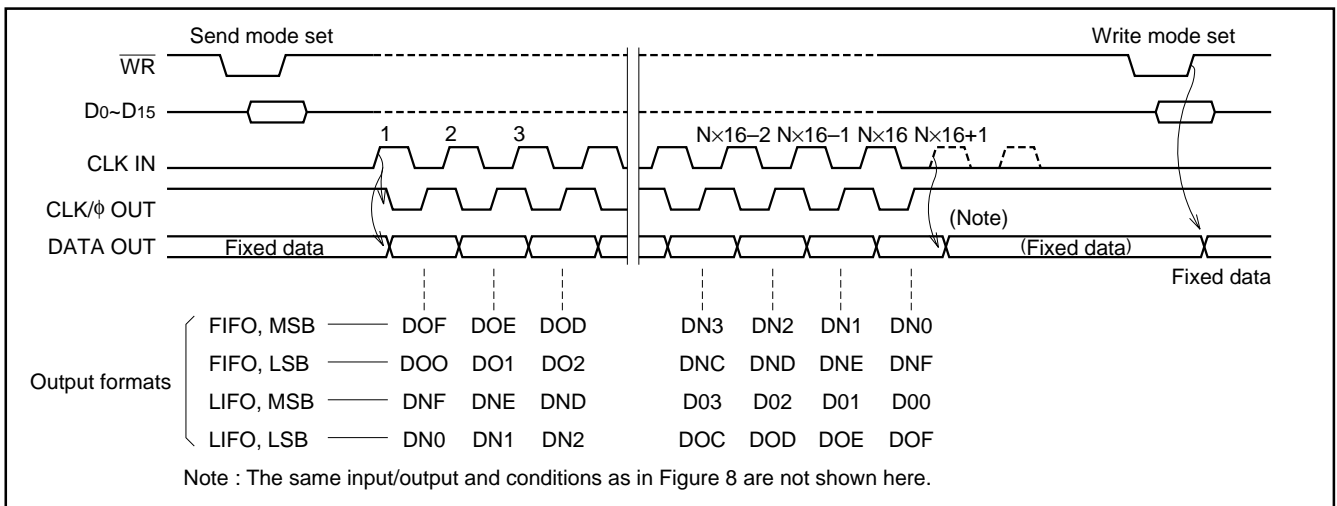 Send mode set Write mode set
WR
D0~D15
1 2 3 N×16–2 N×16–1 N×16 N×16+1
CLK IN
CLK/ϕ OUT
(Note)
DATA OUT Fixed data (Fixed data)
Fixed data
FIFO, MSB DOF DOE DOD DN3 DN2 DN1 DN0
FIFO, LSB DOO DO1 DO2 DNC DND DNE DNF
Output formats
LIFO, MSB DNF DNE DND D03 D02 D01 D00
LIFO, LSB DN0 DN1 DN2 DOC DOD DOE DOF
Note : The same input/output and conditions as in Figure 8 are not shown here.